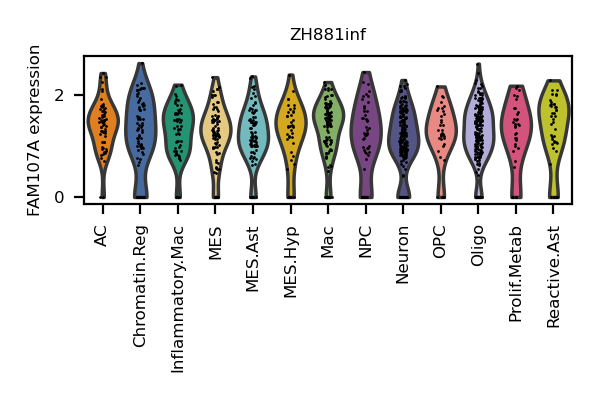 ZH881inf
FAM107A expression
2
0
AC
Chromatin.Reg
Inflammatory.Mac
MES
MES.Ast
MES.Hyp
Mac
NPC
Neuron
OPC
Oligo
Prolif.Metab
Reactive.Ast